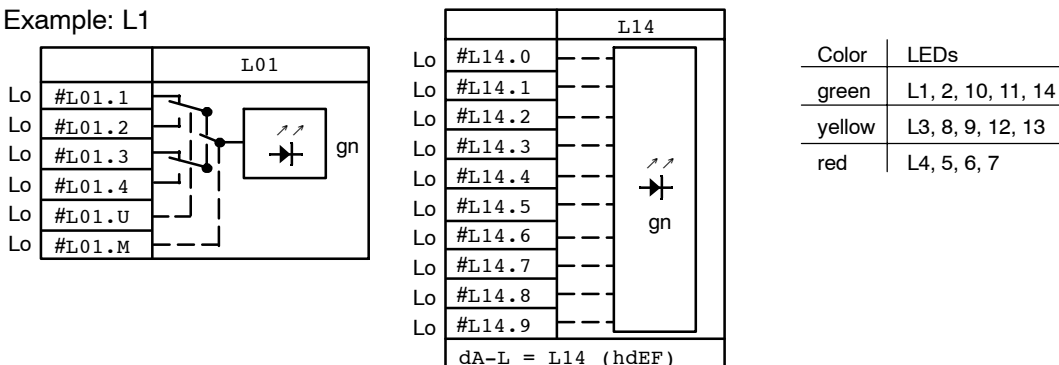 Example: L1
L01
Lo #L01.1
Lo #L01.2
Lo #L01.3
Lo #L01.4
Lo #L01.U
Lo #L01.M
gn
L14
Lo #L14.0
Lo #L14.1
Lo #L14.2
Lo #L14.3
Lo #L14.4
Lo #L14.5
Lo #L14.6
Lo #L14.7
Lo #L14.8
Lo #L14.9
gn
dA-L = L14 (hdEF)
Color LEDs
green L1, 2, 10, 11, 14
yellow L3, 8, 9, 12, 13
red L4, 5, 6, 7